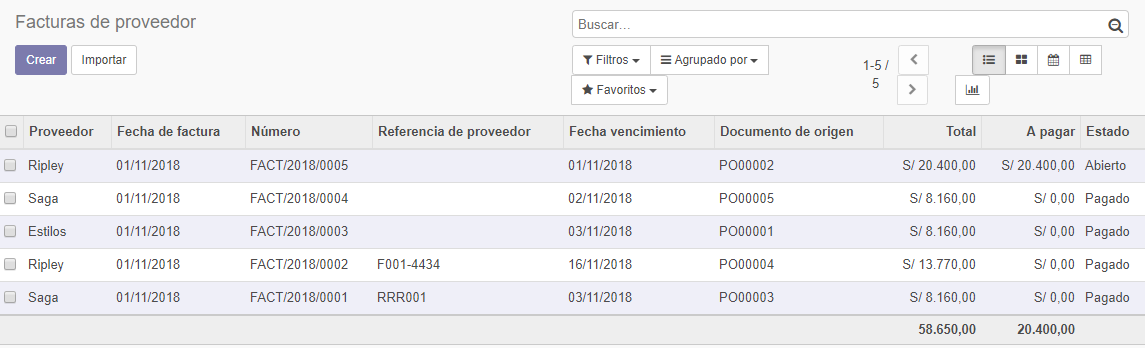 Facturas de proveedor
Buscar...
Crear Importar
Filtros Agrupado por
1-5 / 5
Favoritos
Proveedor Fecha de factura Número Referencia de proveedor Fecha vencimiento Documento de origen Total A pagar Estado
Ripley 01/11/2018 FACT/2018/0005 01/11/2018 PO00002 S/ 20.400,00 S/ 20.400,00 Abierto
Saga 01/11/2018 FACT/2018/0004 02/11/2018 PO00005 S/ 8.160,00 S/ 0,00 Pagado
Estilos 01/11/2018 FACT/2018/0003 03/11/2018 PO00001 S/ 8.160,00 S/ 0,00 Pagado
Ripley 01/11/2018 FACT/2018/0002 F001-4434 16/11/2018 PO00004 S/ 13.770,00 S/ 0,00 Pagado
Saga 01/11/2018 FACT/2018/0001 RRR001 03/11/2018 PO00003 S/ 8.160,00 S/ 0,00 Pagado
58.650,00 20.400,00